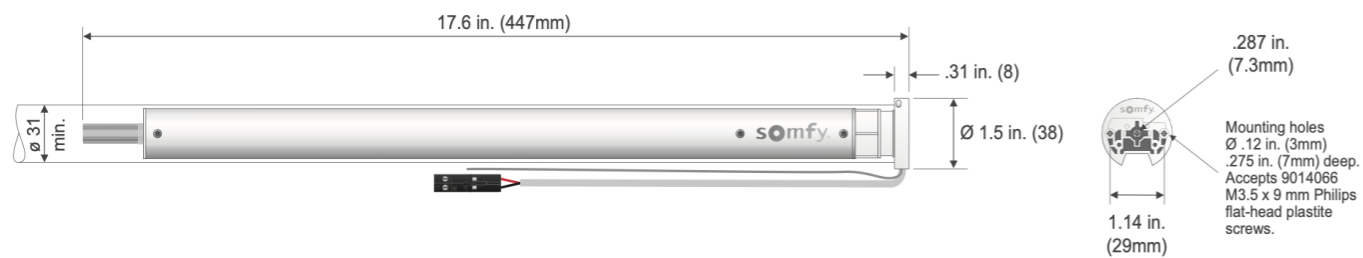 17.6 in. (447mm)
.31 in. (8)
ø 31
min.
somfy.
Ø 1.5 in. (38)
.287 in.
(7.3mm)
somfy.
Mounting holes
Ø .12 in. (3mm)
.275 in. (7mm) deep.
Accepts 9014066
M3.5 x 9 mm Philips
flat-head plastite
screws.
1.14 in.
(29mm)